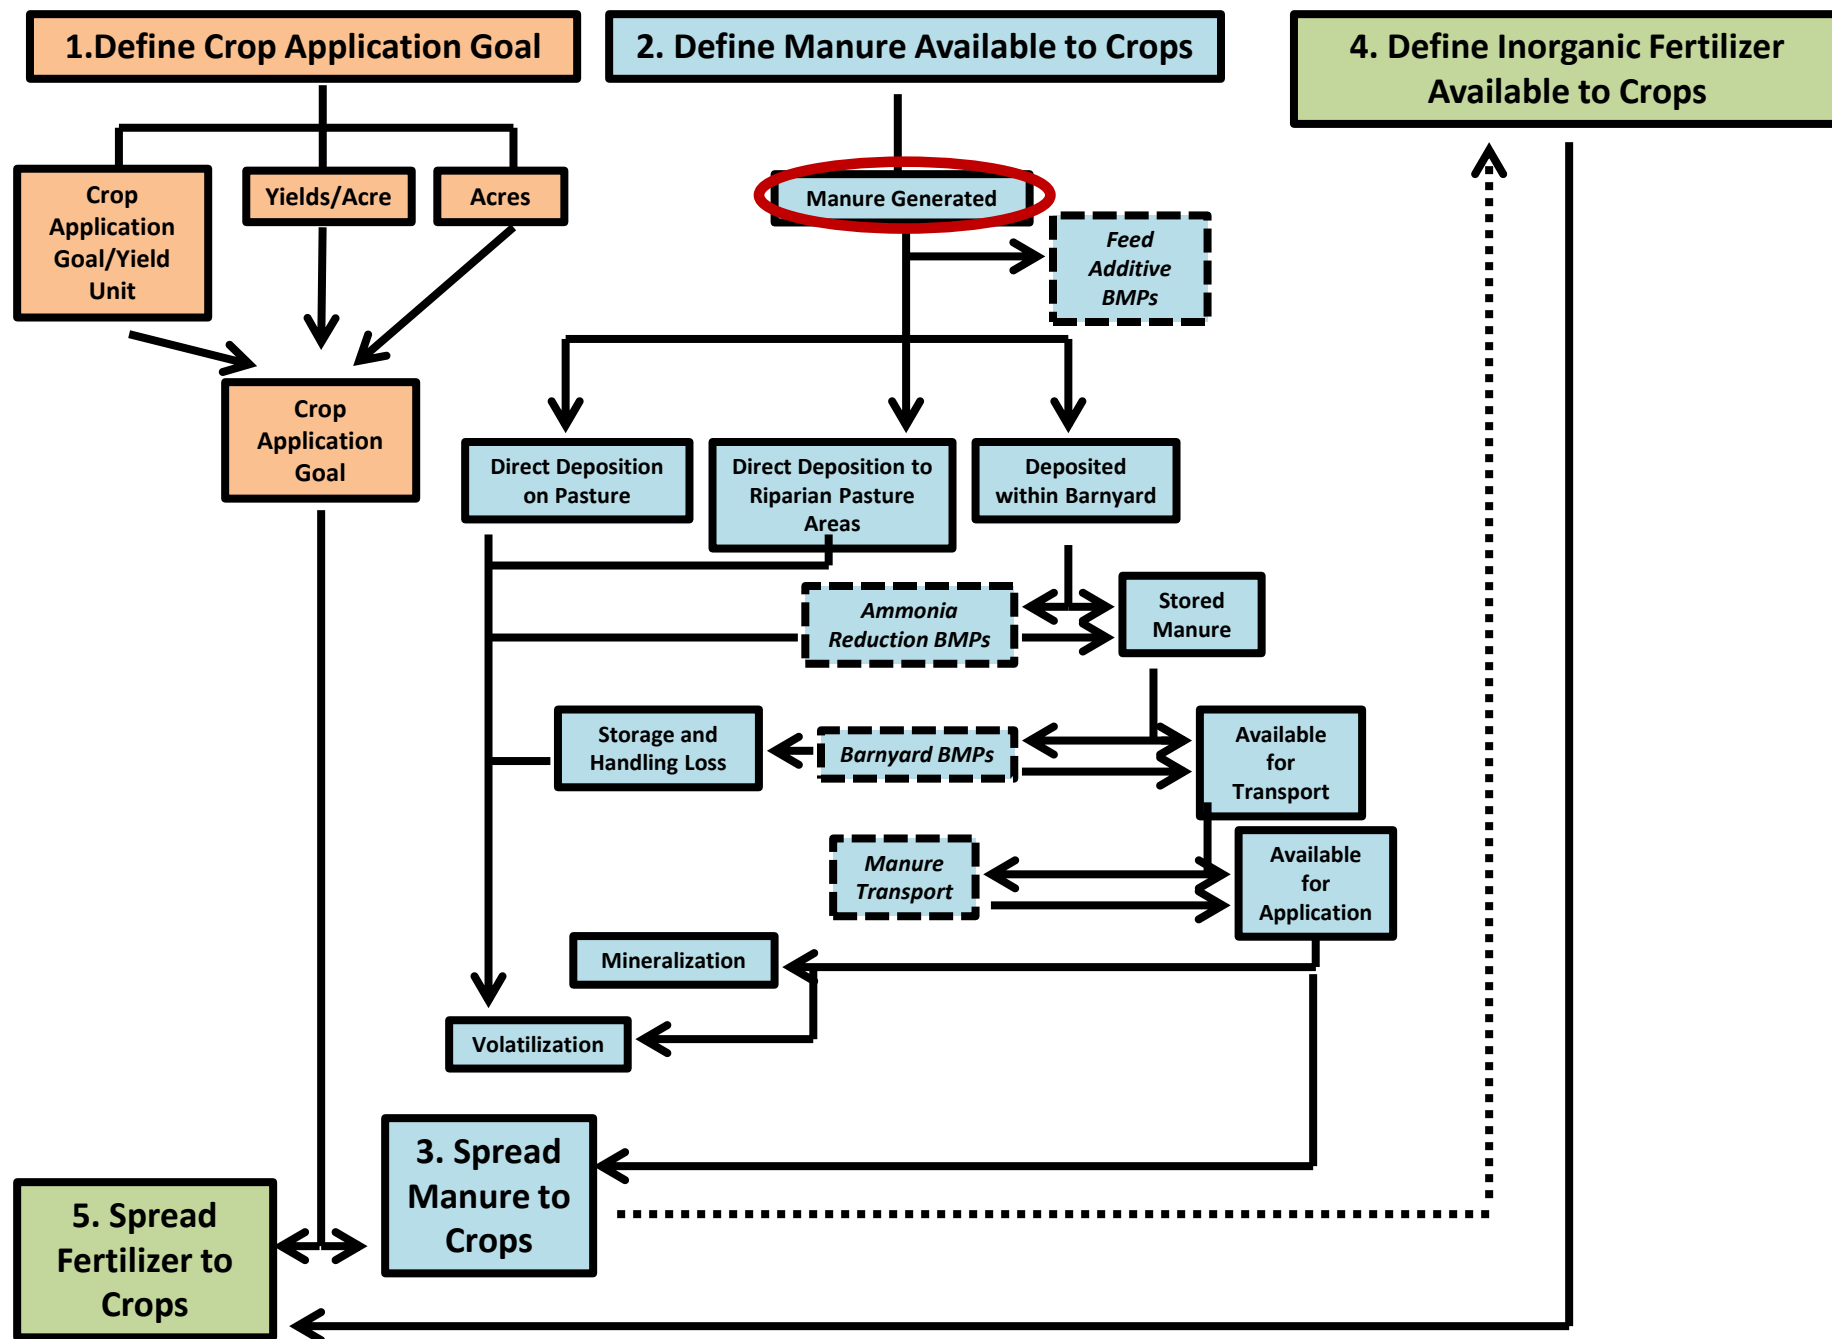 1.Define Crop Application Goal
2. Define Manure Available to Crops
4. Define Inorganic Fertilizer
Available to Crops
Crop
Application
Goal/Yield
Unit
Yields/Acre
Acres
Manure Generated
Feed
Additive
BMPs
Crop
Application
Goal
Direct Deposition
on Pasture
Direct Deposition to
Riparian Pasture
Areas
Deposited
within Barnyard
Ammonia
Reduction BMPs
Stored
Manure
Storage and
Handling Loss
Barnyard BMPs
Available
for
Transport
Manure
Transport
Available
for
Application
Mineralization
Volatilization
3. Spread
Manure to
Crops
5. Spread
Fertilizer to
Crops